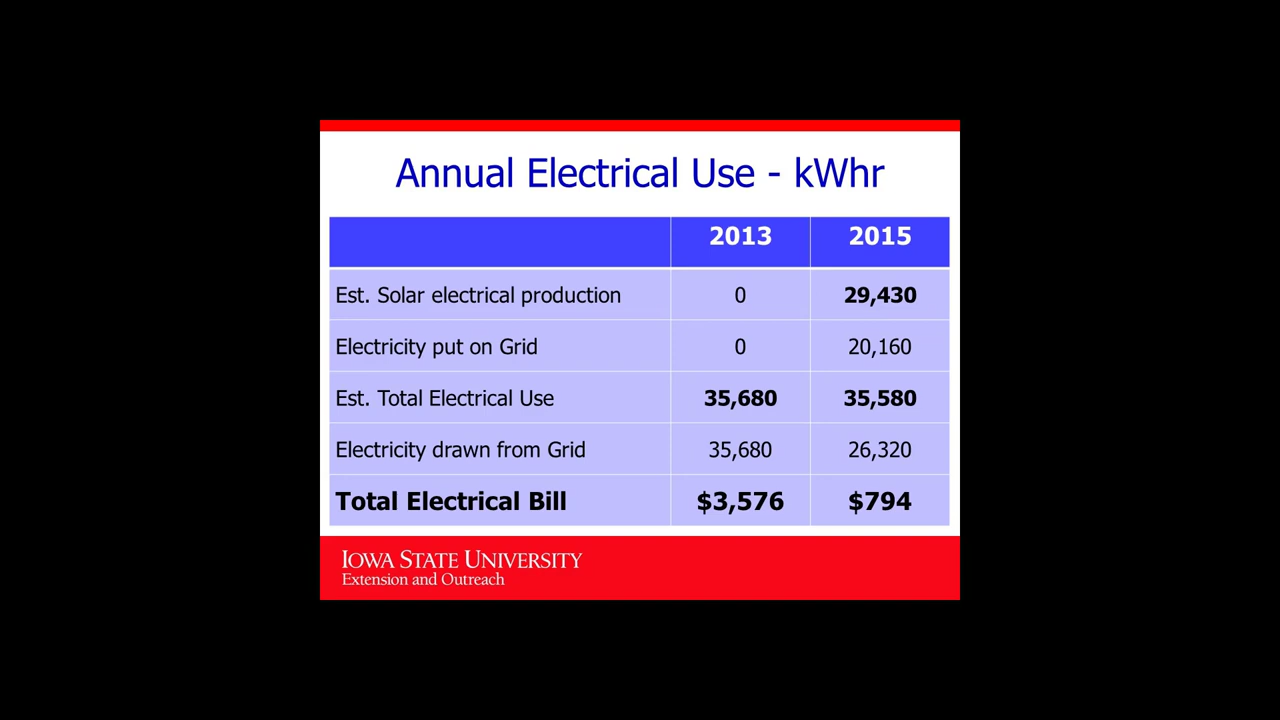 Annual Electrical Use - kWhr
2013 2015
Est. Solar electrical production 0 29,430
Electricity put on Grid 0 20,160
Est. Total Electrical Use 35,680 35,580
Electricity drawn from Grid 35,680 26,320
Total Electrical Bill $3,576 $794
IOWA STATE UNIVERSITY
Extension and Outreach